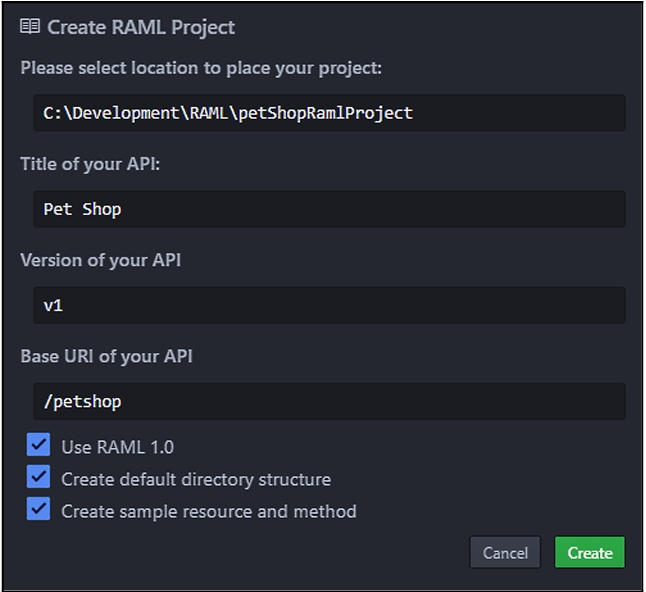 Create RAML Project
Please select location to place your project:
C:\Development\RAML\petShopRamlProject
Title of your API:
Pet Shop
Version of your API
v1
Base URI of your API
/petshop
Use RAML 1.0
Create default directory structure
Create sample resource and method
Cancel Create